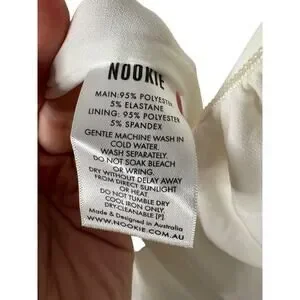 NOOKIE
MAIN:95% POLYESTER
5% ELASTANE
LINING: 95% POLYESTER
5% SPANDEX
GENTLE MACHINE WASH IN
COLD WATER.
WASH SEPARATELY.
DO NOT SOAK BLEACH
OR WRING.
DRY WITHOUT DELAY AWAY
FROM DIRECT SUNLIGHT
OR HEAT
DO NOT TUMBLE DRY
COOL IRON ONLY
DRY-CLEANABLE [P]
Made & Designed in Australia
WWW.NOOKIE.COM.AU